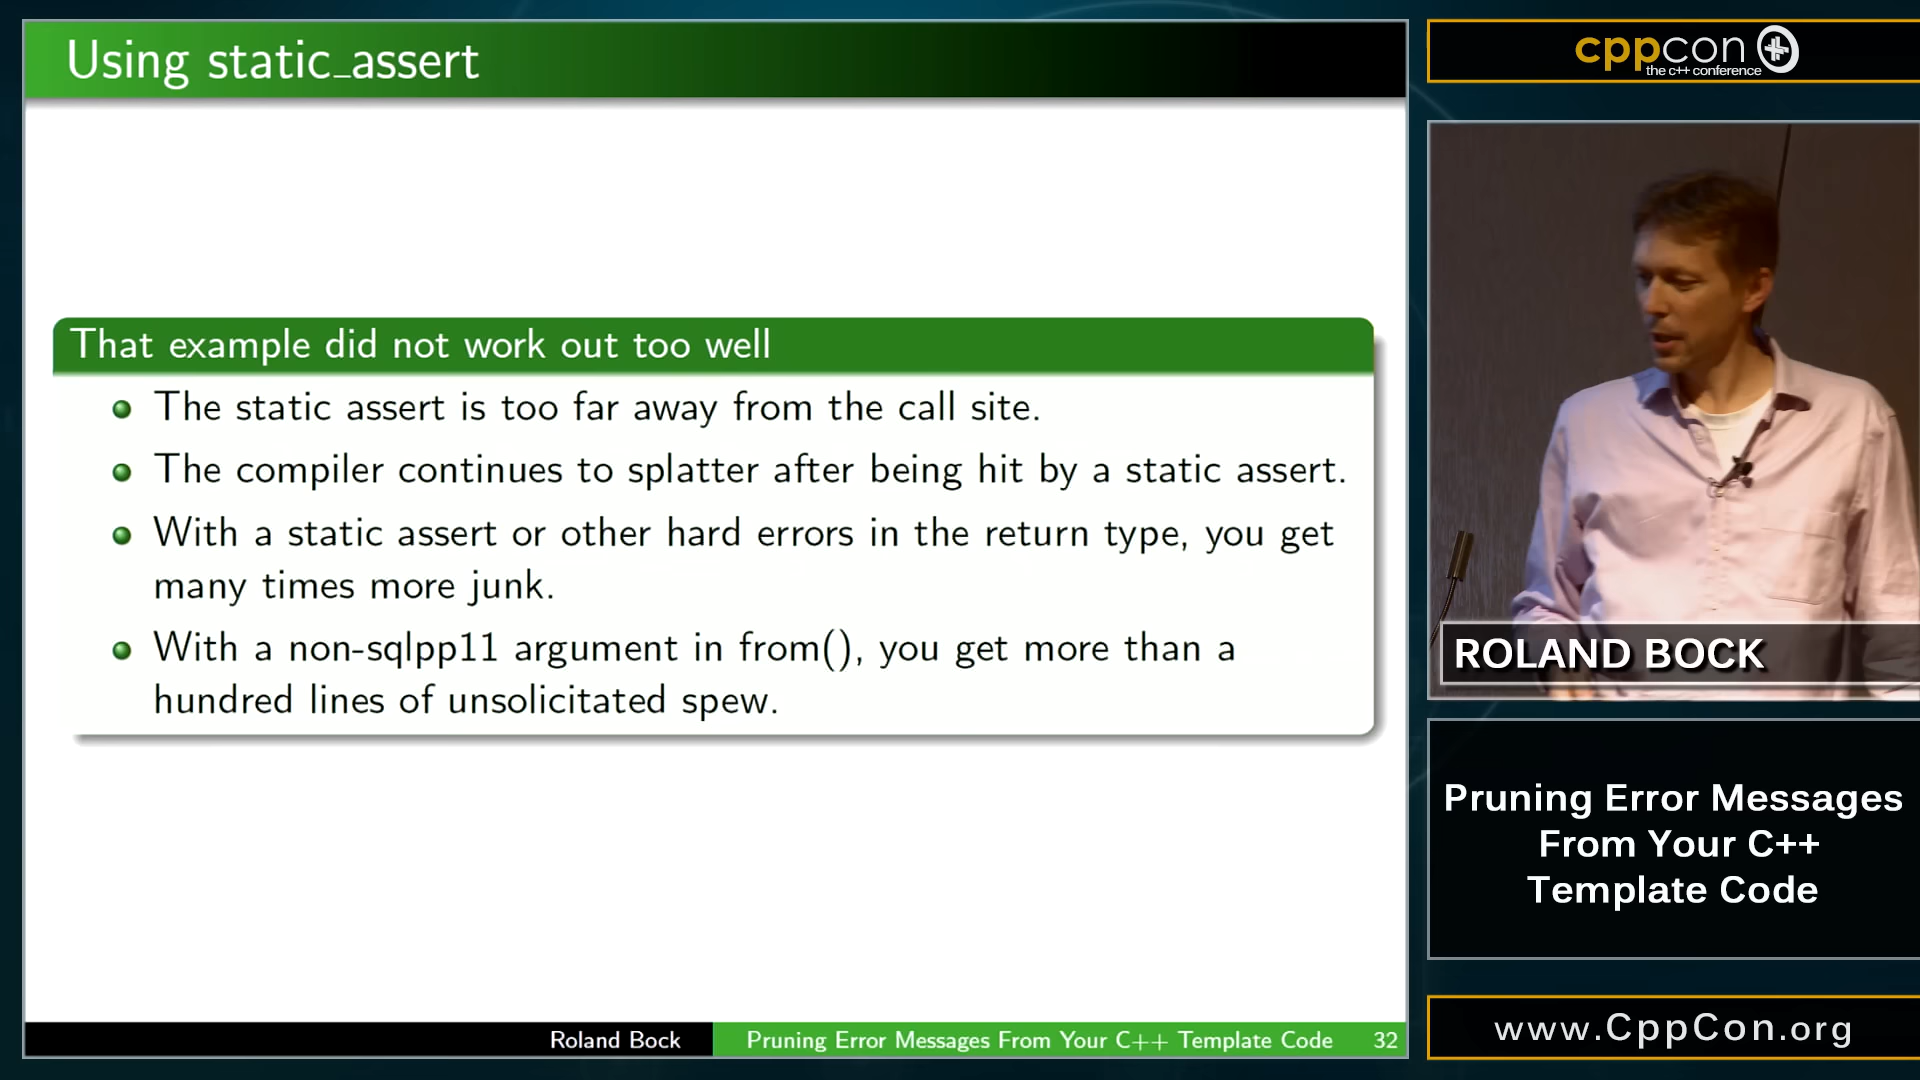 Using static_assert
That example did not work out too well
The static assert is too far away from the call site.
The compiler continues to splatter after being hit by a static assert.
With a static assert or other hard errors in the return type, you get
many times more junk.
With a non-sqlpp11 argument in from(), you get more than a
hundred lines of unsolicitated spew.
Roland Bock
Pruning Error Messages From Your C++ Template Code
32
cppcon
the c++ conference
ROLAND BOCK
Pruning Error Messages
From Your C++
Template Code
www.CppCon.org